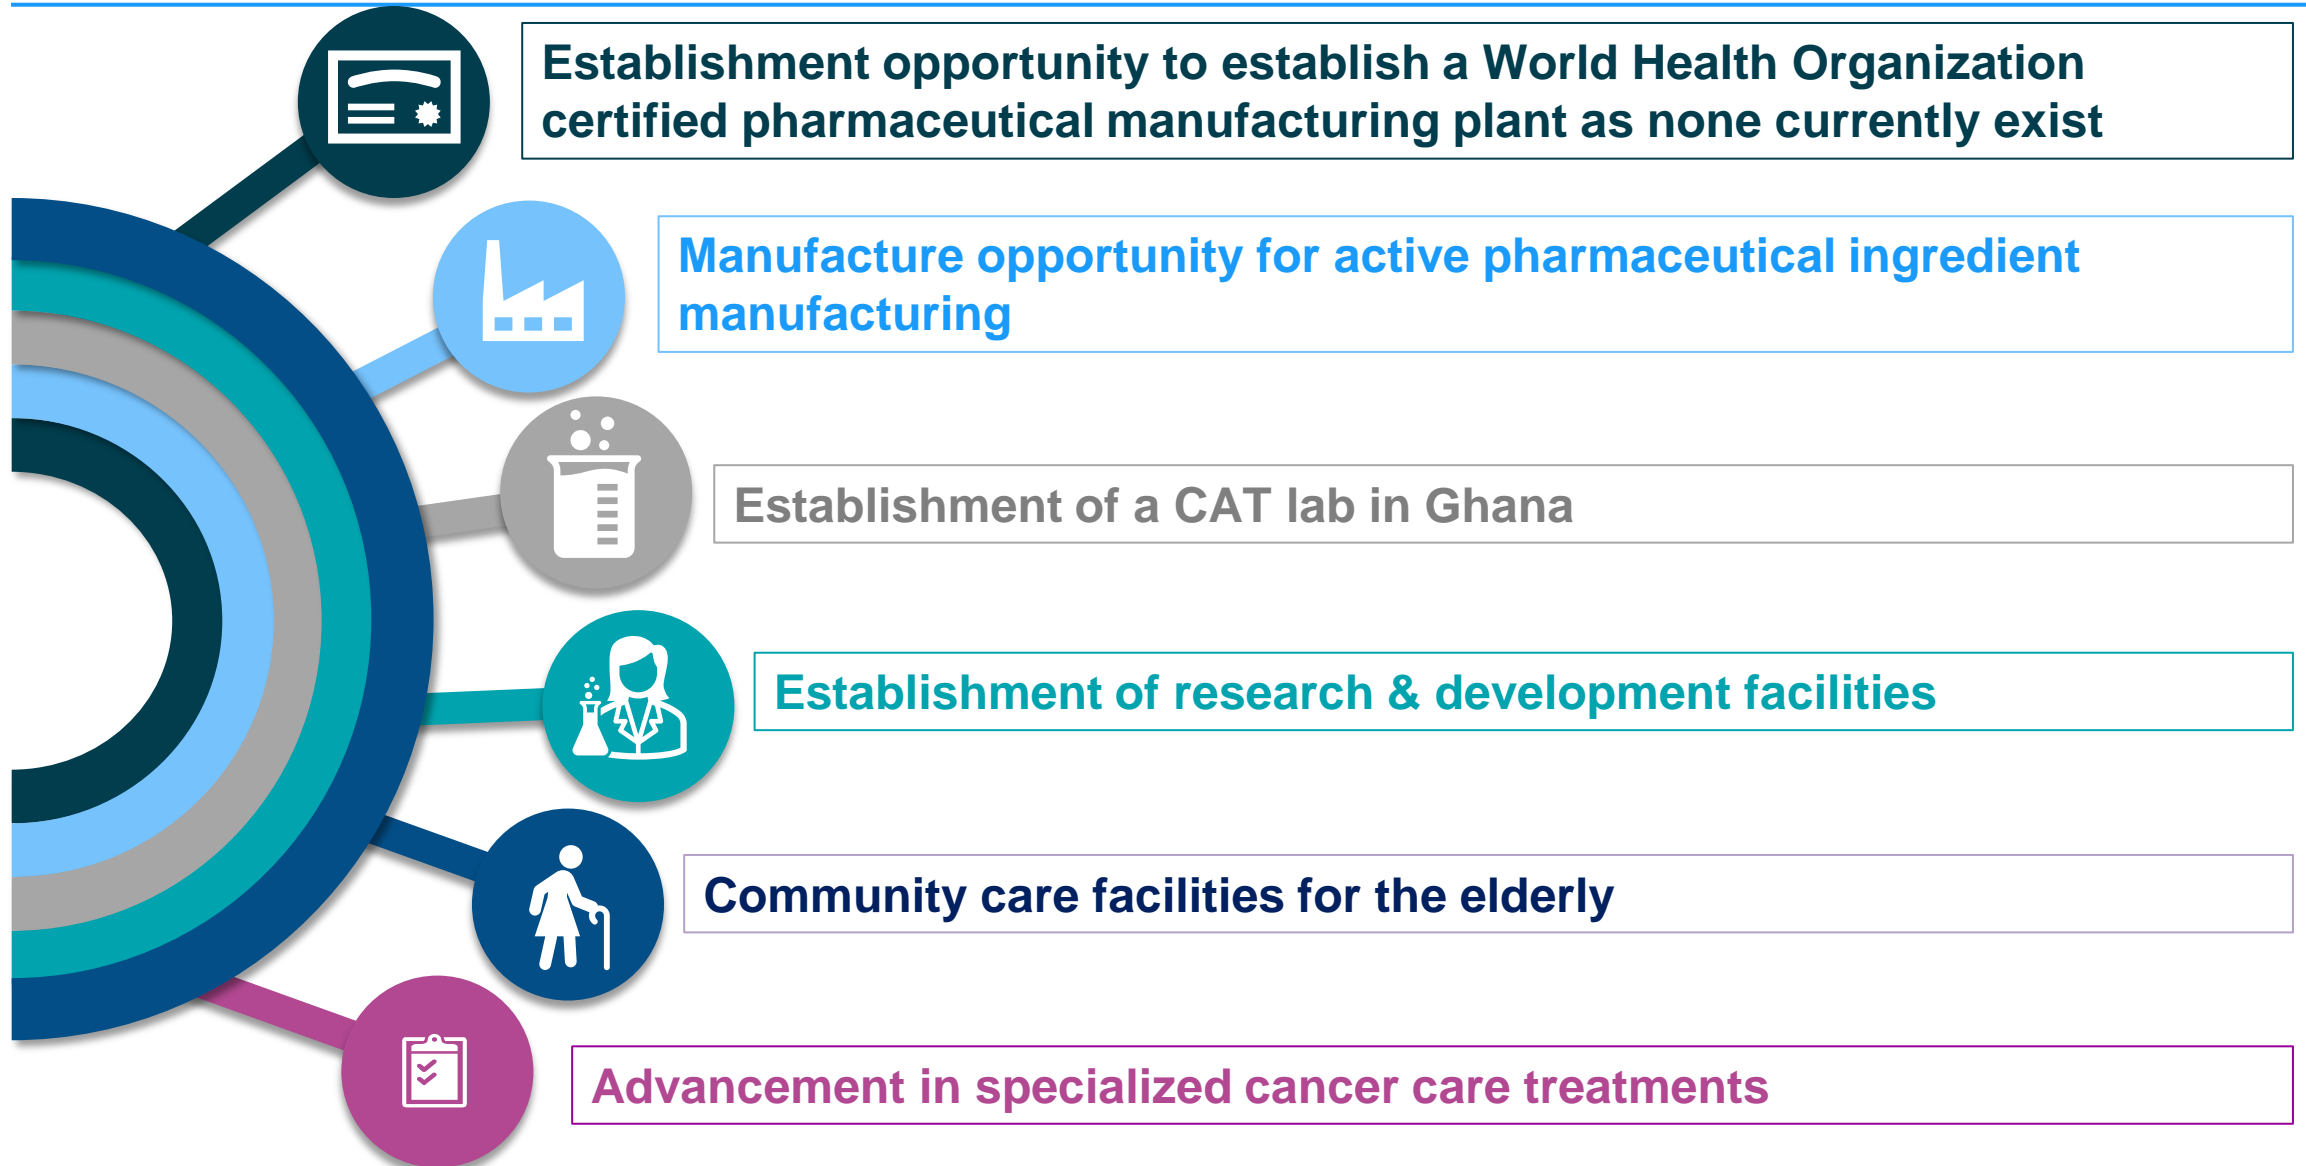 Establishment opportunity to establish a World Health Organization
certified pharmaceutical manufacturing plant as none currently exist
Manufacture opportunity for active pharmaceutical ingredient
manufacturing
Establishment of a CAT lab in Ghana
Establishment of research & development facilities
Community care facilities for the elderly
Advancement in specialized cancer care treatments